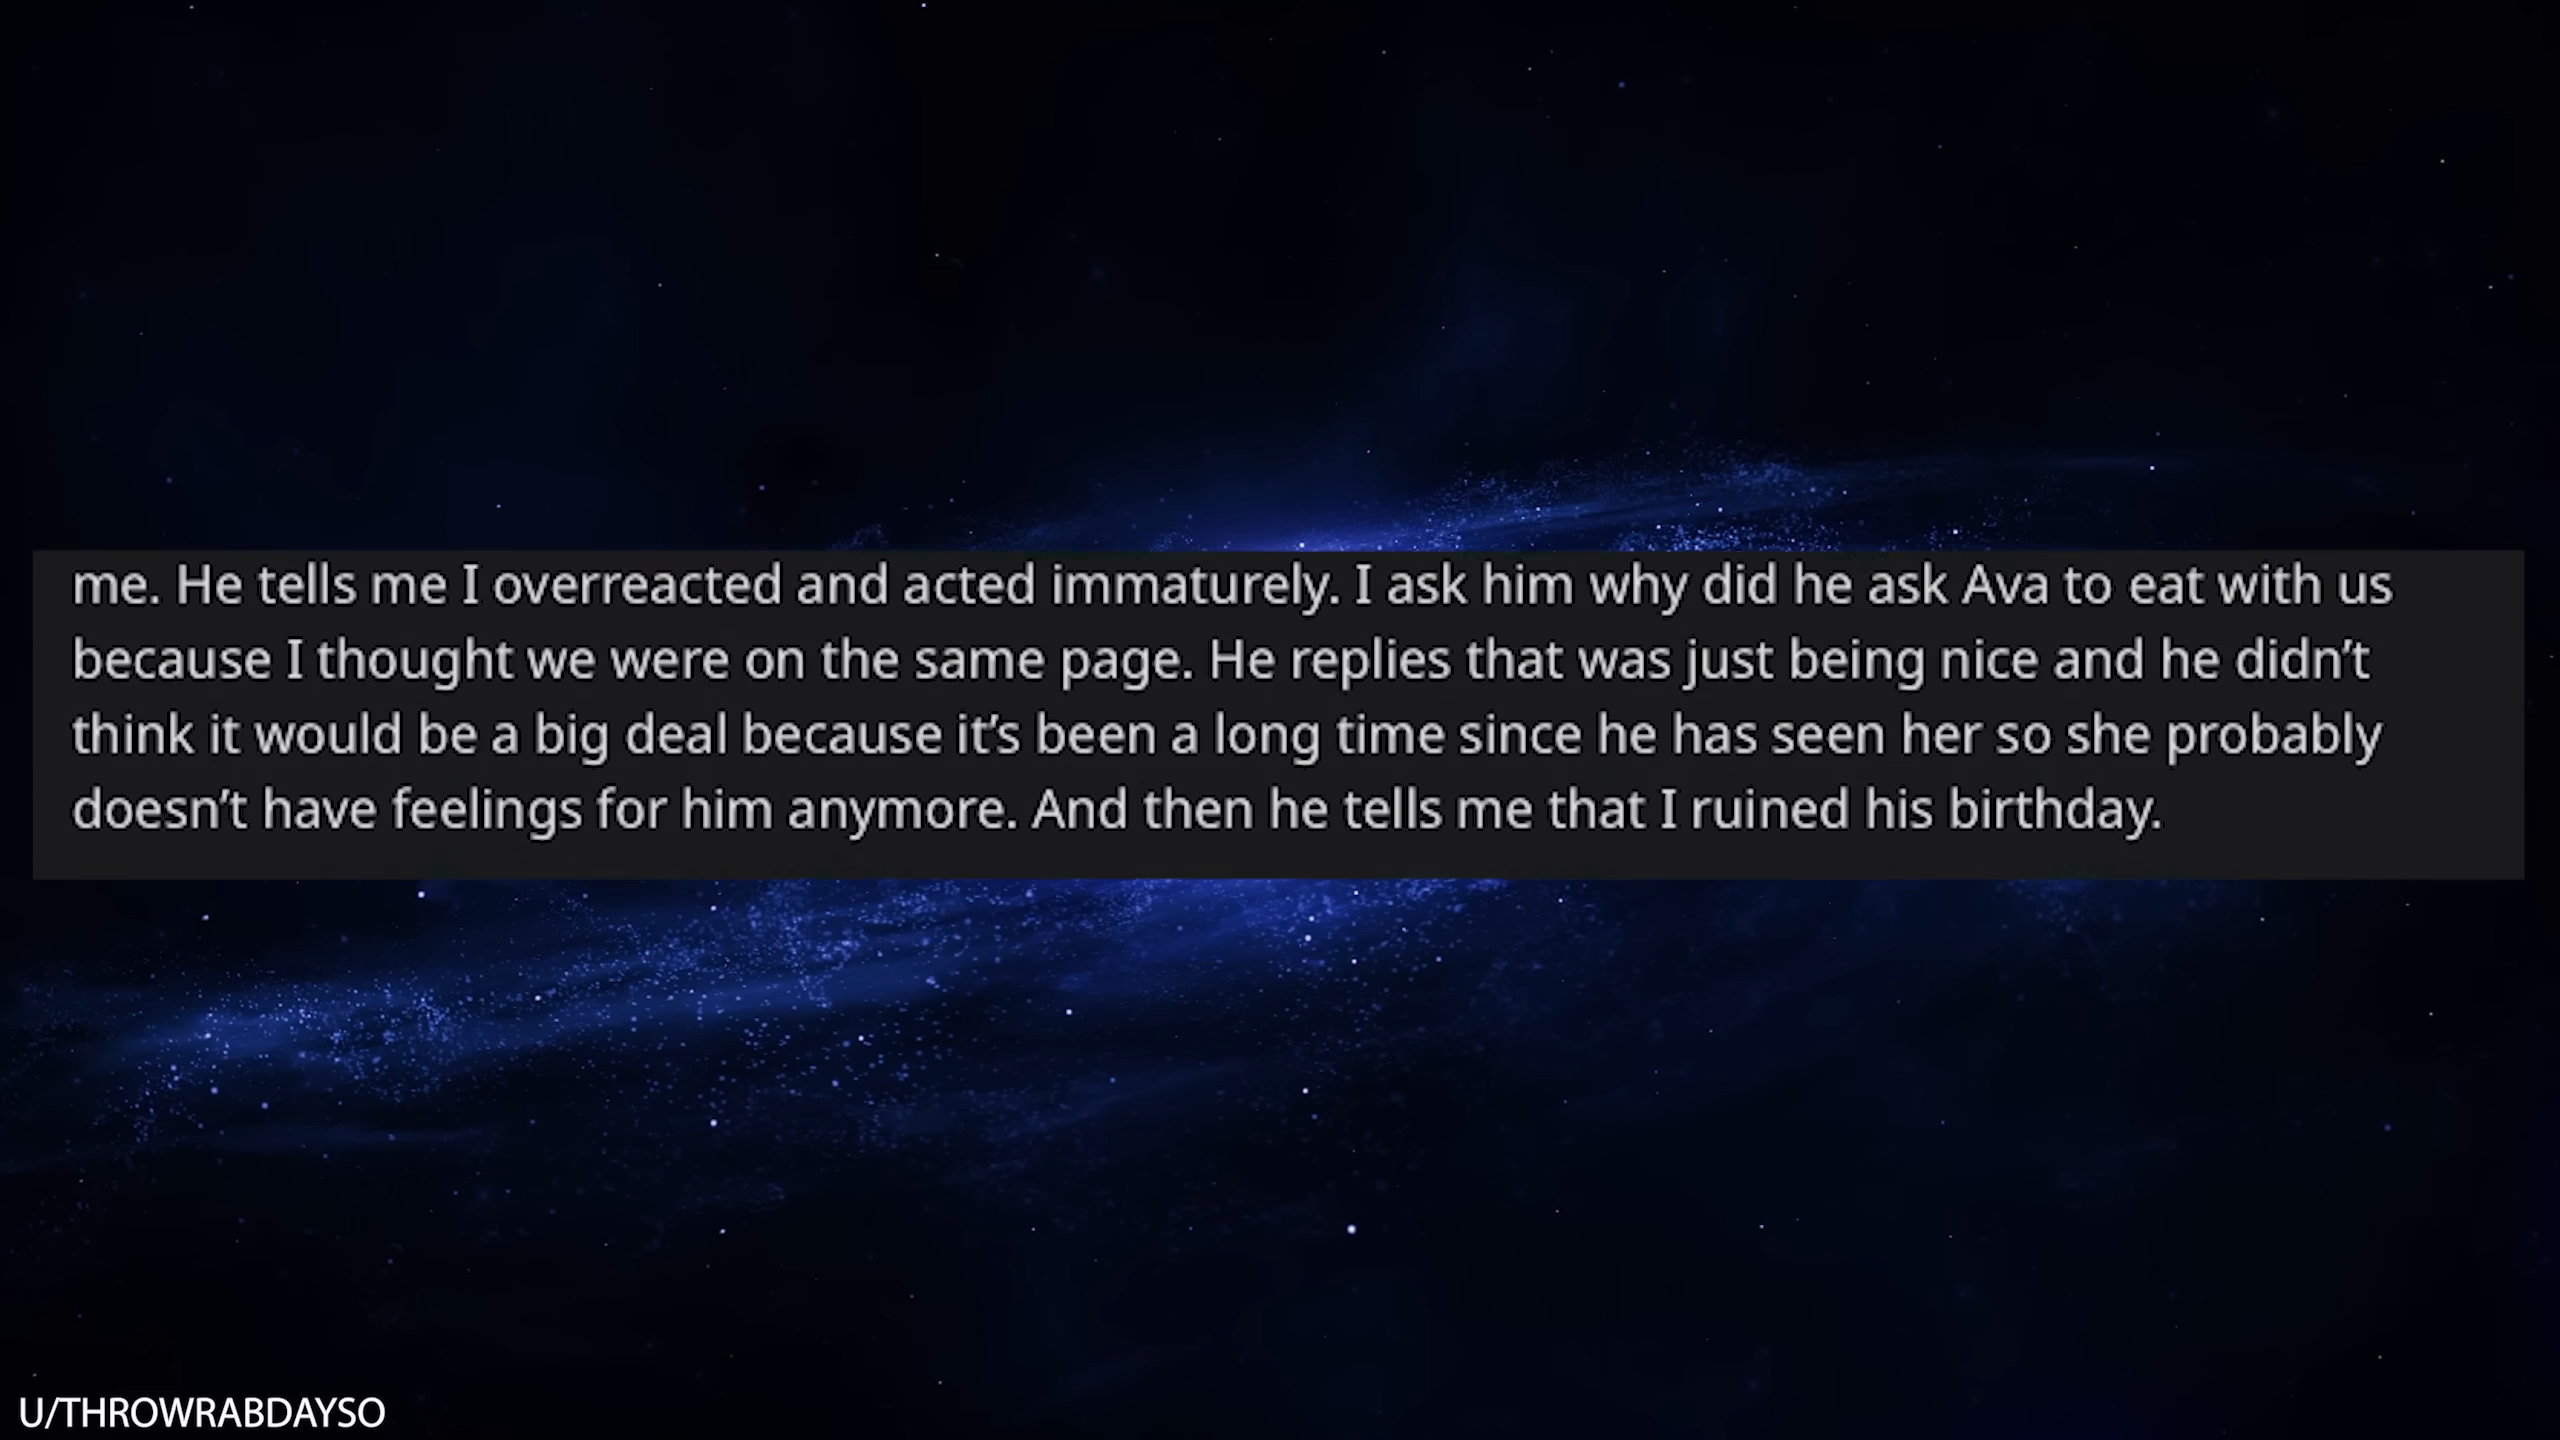 me. He tells me I overreacted and acted immaturely. I ask him why did he ask Ava to eat with us
because I thought we were on the same page. He replies that was just being nice and he didn’t
think it would be a big deal because it’s been a long time since he has seen her so she probably
doesn’t have feelings for him anymore. And then he tells me that I ruined his birthday.
U/THROWRABDAYSO